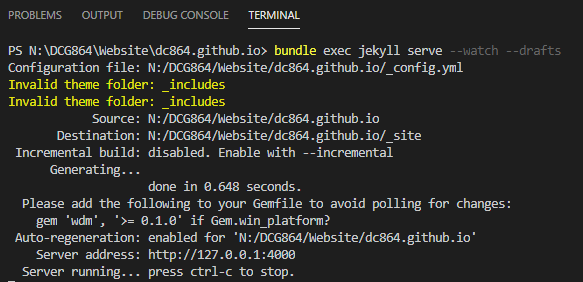 PROBLEMS OUTPUT DEBUG CONSOLE TERMINAL
PS N:\DCG864\Website\dc864.github.io> bundle exec jekyll serve --watch --drafts
Configuration file: N:/DCG864/Website/dc864.github.io/_config.yml
Invalid theme folder: _includes
Invalid theme folder: _includes
Source: N:/DCG864/Website/dc864.github.io
Destination: N:/DCG864/Website/dc864.github.io/_site
Incremental build: disabled. Enable with --incremental
Generating...
done in 0.648 seconds.
Please add the following to your Gemfile to avoid polling for changes:
gem 'wdm', '>= 0.1.0' if Gem.win_platform?
Auto-regeneration: enabled for 'N:/DCG864/Website/dc864.github.io'
Server address: http://127.0.0.1:4000
Server running... press ctrl-c to stop.